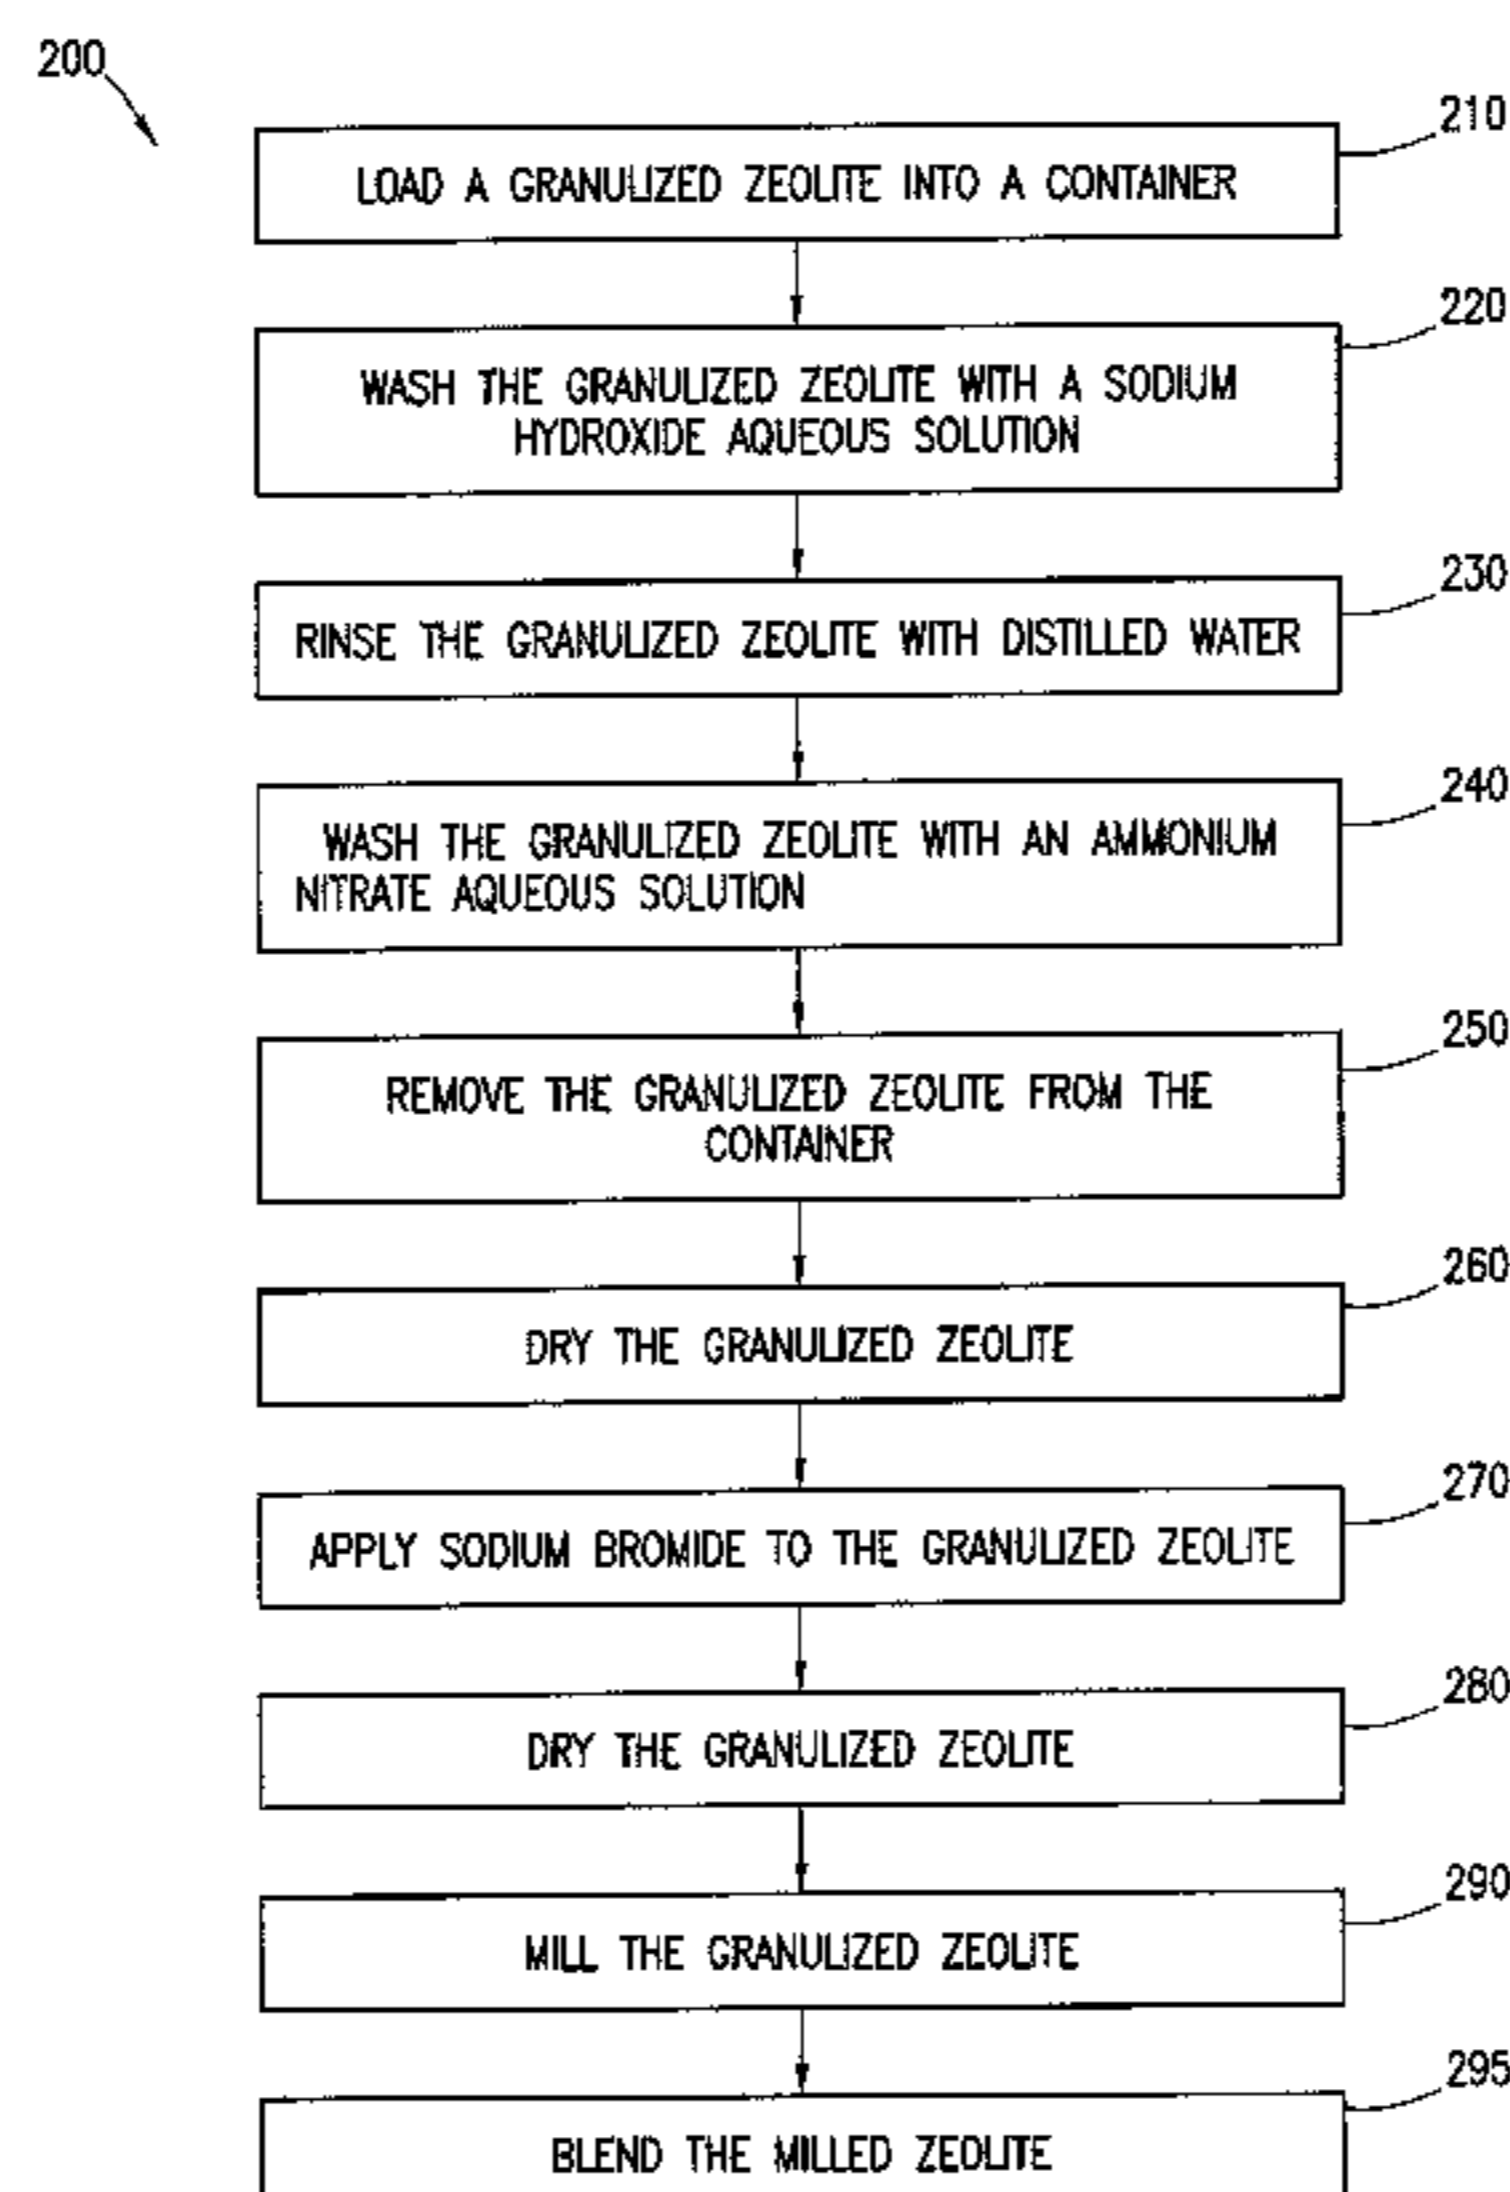 200
210
LOAD A GRANULIZED ZEOLITE INTO A CONTAINER
220
WASH THE GRANULIZED ZEOLITE WITH A SODIUM
HYDROXIDE AQUEOUS SOLUTION
230
RINSE THE GRANULIZED ZEOLITE WITH DISTILLED WATER
240
WASH THE GRANULIZED ZEOLITE WITH AN AMMONIUM
NITRATE AQUEOUS SOLUTION
250
REMOVE THE GRANULIZED ZEOLITE FROM THE
CONTAINER
260
DRY THE GRANULIZED ZEOLITE
270
APPLY SODIUM BROMIDE TO THE GRANULIZED ZEOLITE
280
DRY THE GRANULIZED ZEOLITE
290
MILL THE GRANULIZED ZEOLITE
295
BLEND THE MILLED ZEOLITE